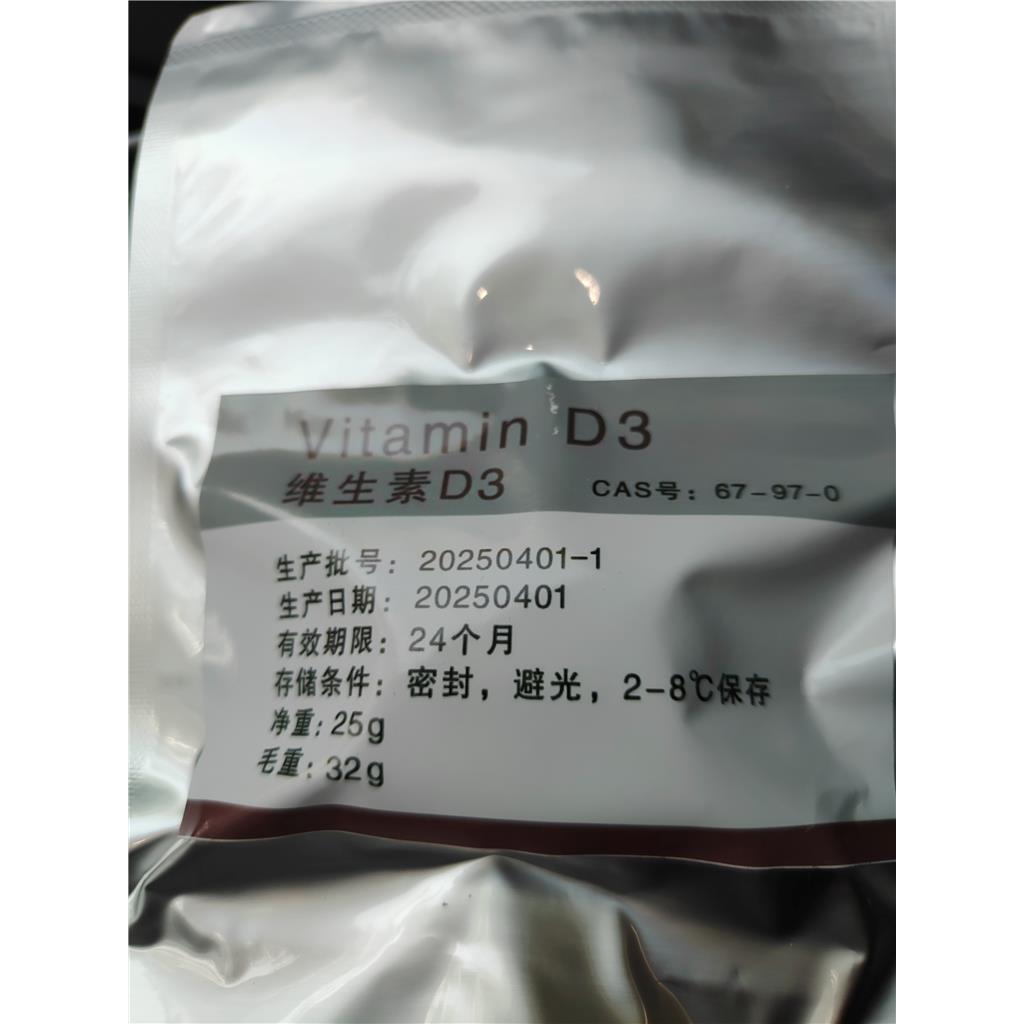 Vitamin D3
维生素D3 CAS号：67-97-0
生产批号：20250401-1
生产日期：20250401
有效期限：24个月
存储条件：密封，避光，2-8℃保存
净重：25g
毛重：32g